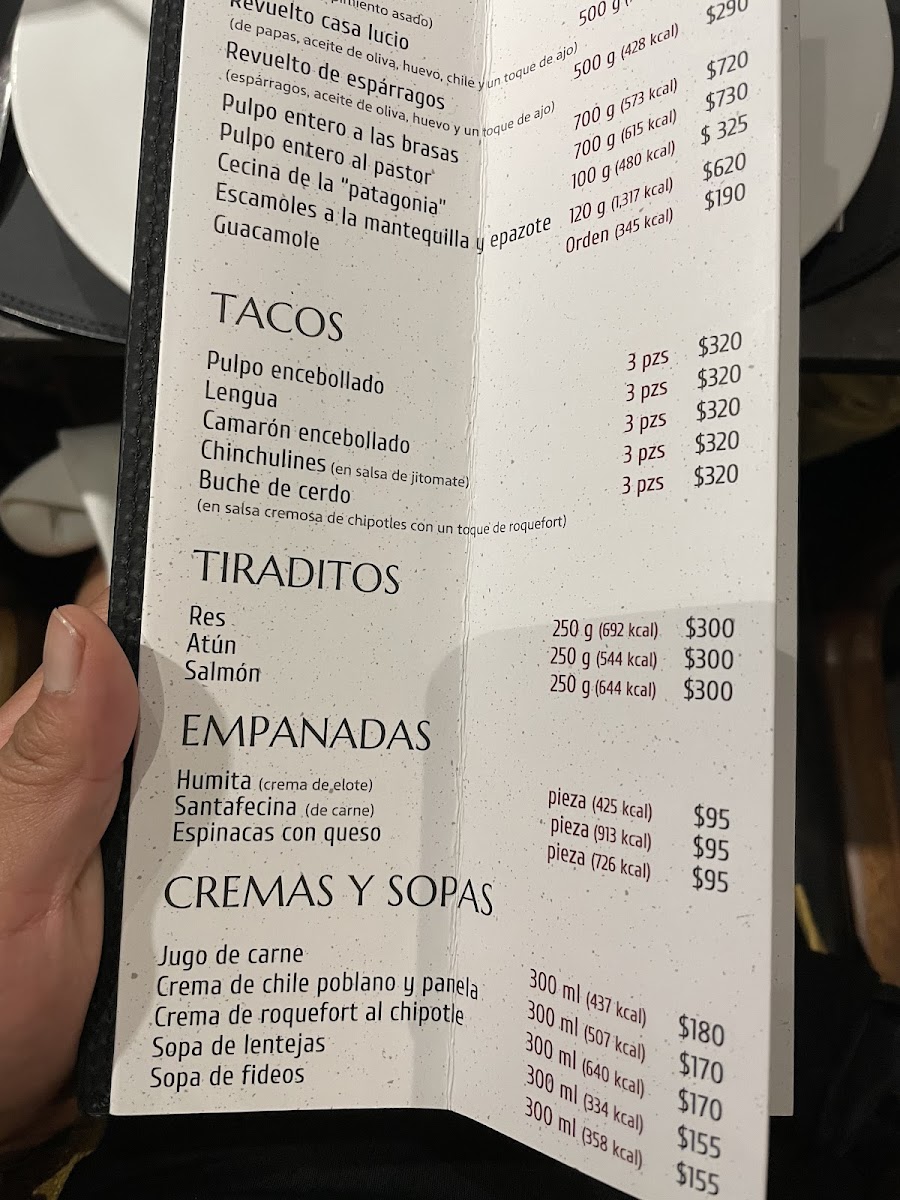 imiento asado)
Revuelto casa lucio 500 g
(de papas, aceite de oliva, huevo, chile y un toque de ajo)
Revuelto de espárragos 500 g (428 kcal) $290
(espárragos, aceite de oliva, huevo y un toque de ajo)
Pulpo entero a las brasas 700 g (573 kcal) $720
Pulpo entero al pastor 700 g (615 kcal) $730
Cecina de la "patagonia" 100 g (480 kcal) $ 325
Escamoles a la mantequilla y epazote 120 g (1,317 kcal) $620
Guacamole Orden (345 kcal) $190
TACOS
Pulpo encebollado 3 pzs $320
Lengua 3 pzs $320
Camarón encebollado 3 pzs $320
Chinchulines (en salsa de jitomate) 3 pzs $320
Buche de cerdo 3 pzs $320
(en salsa cremosa de chipotles con un toque de roquefort)
TIRADITOS
Res 250 g (692 kcal) $300
Atún 250 g (544 kcal) $300
Salmón 250 g (644 kcal) $300
EMPANADAS
Humita (crema de elote) pieza (425 kcal) $95
Santafecina (de carne) pieza (913 kcal) $95
Espinacas con queso pieza (726 kcal) $95
CREMAS Y SOPAS
Jugo de carne 300 ml (437 kcal) $180
Crema de chile poblano y panela 300 ml (507 kcal) $170
Crema de roquefort al chipotle 300 ml (640 kcal) $170
Sopa de lentejas 300 ml (334 kcal) $155
Sopa de fideos 300 ml (358 kcal) $155